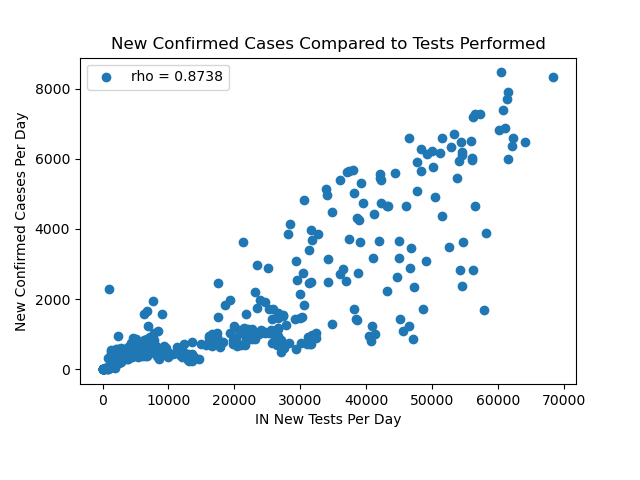 New Confirmed Cases Compared to Tests Performed
rho = 0.8738
New Confirmed Caeses Per Day
8000
6000
4000
2000
0
0 10000 20000 30000 40000 50000 60000 70000
IN New Tests Per Day